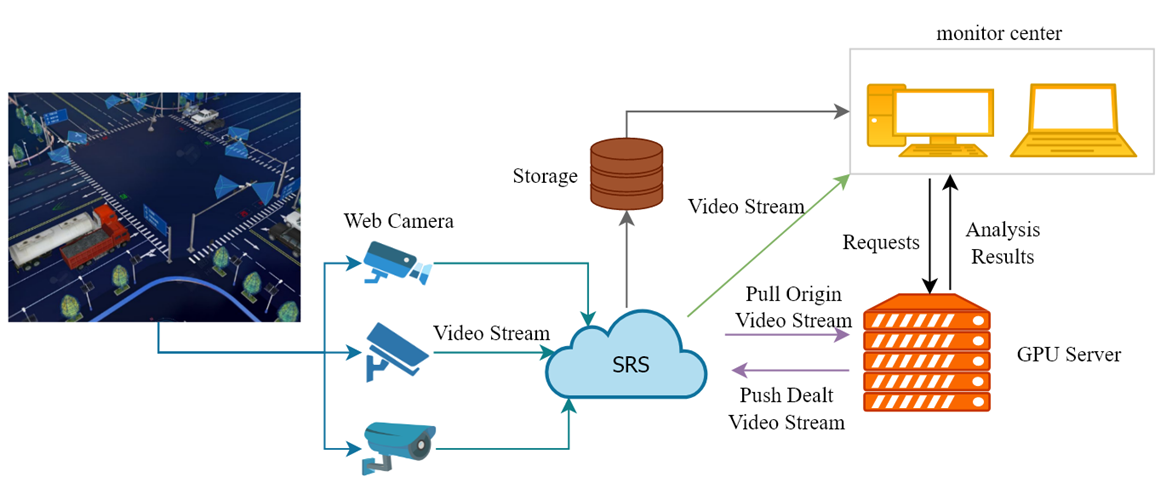 monitor center
Storage
Video Stream
Web Camera
Requests
Analysis
Results
Pull Origin
Video Stream
Video Stream
SRS
GPU Server
Push Dealt
Video Stream